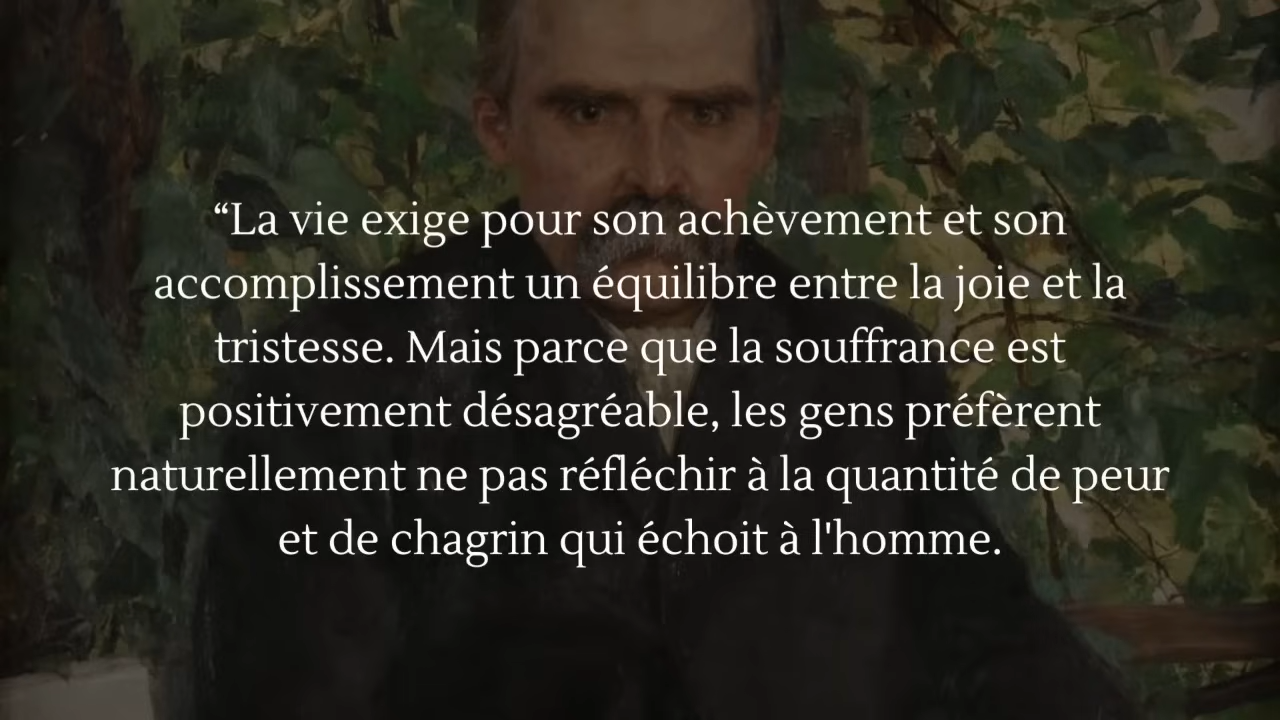 “La vie exige pour son achèvement et son
accomplissement un équilibre entre la joie et la
tristesse. Mais parce que la souffrance est
positivement désagréable, les gens préfèrent
naturellement ne pas réfléchir à la quantité de peur
et de chagrin qui échoit à l'homme.